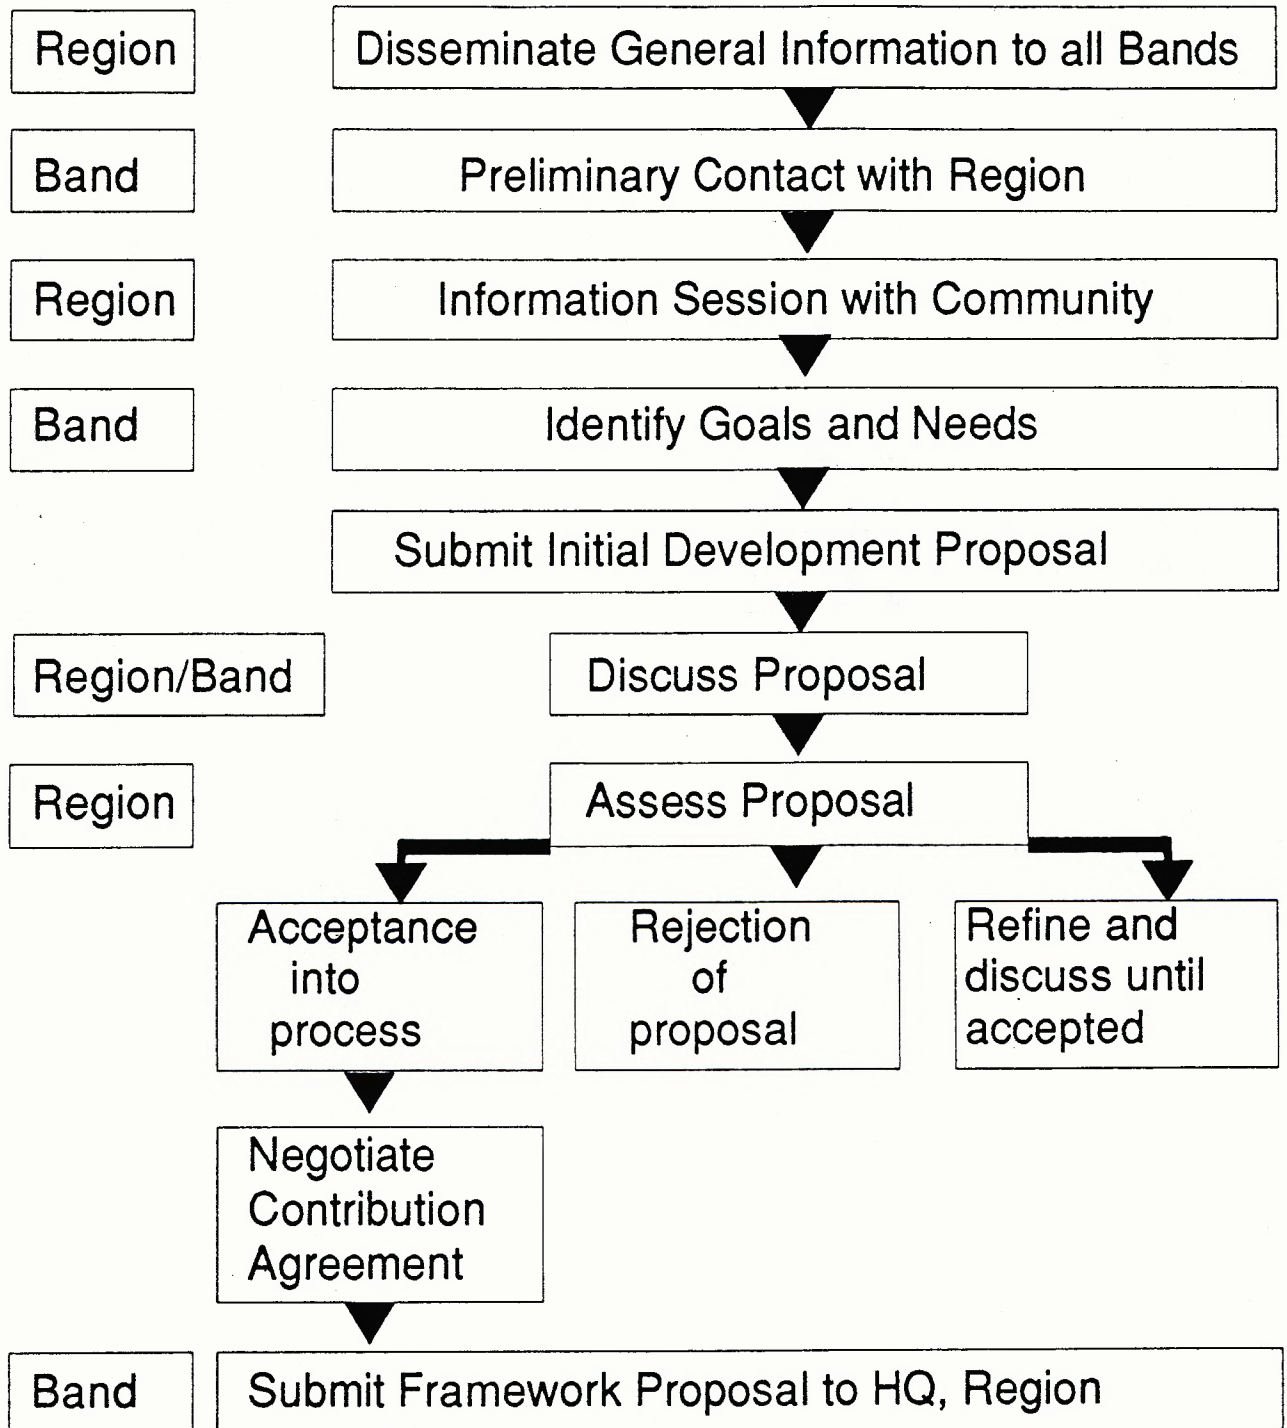 Region
Disseminate General Information to all Bands
Band
Preliminary Contact with Region
Region
Information Session with Community
Band
Identify Goals and Needs
Submit Initial Development Proposal
Region/Band
Discuss Proposal
Region
Assess Proposal
Acceptance
into
process
Rejection
of
proposal
Refine and
discuss until
accepted
Negotiate
Contribution
Agreement
Band
Submit Framework Proposal to HQ, Region